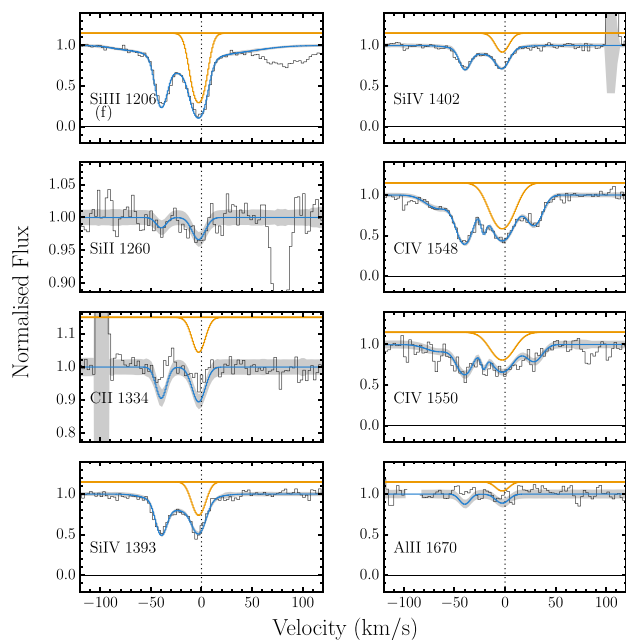 1.0
0.5
0.0
SiIII 1206
(f)
SiIV 1402
1.05
1.00
0.95
0.90
SiII 1260
1.0
0.5
0.0
CIV 1548
1.1
1.0
0.9
0.8
CII 1334
1.0
0.5
0.0
CIV 1550
1.0
0.5
0.0
SiIV 1393
1.0
0.5
0.0
AlII 1670
−100 −50 0 50 100
−100 −50 0 50 100
Normalised Flux
Velocity (km/s)
1.0
0.5
0.0